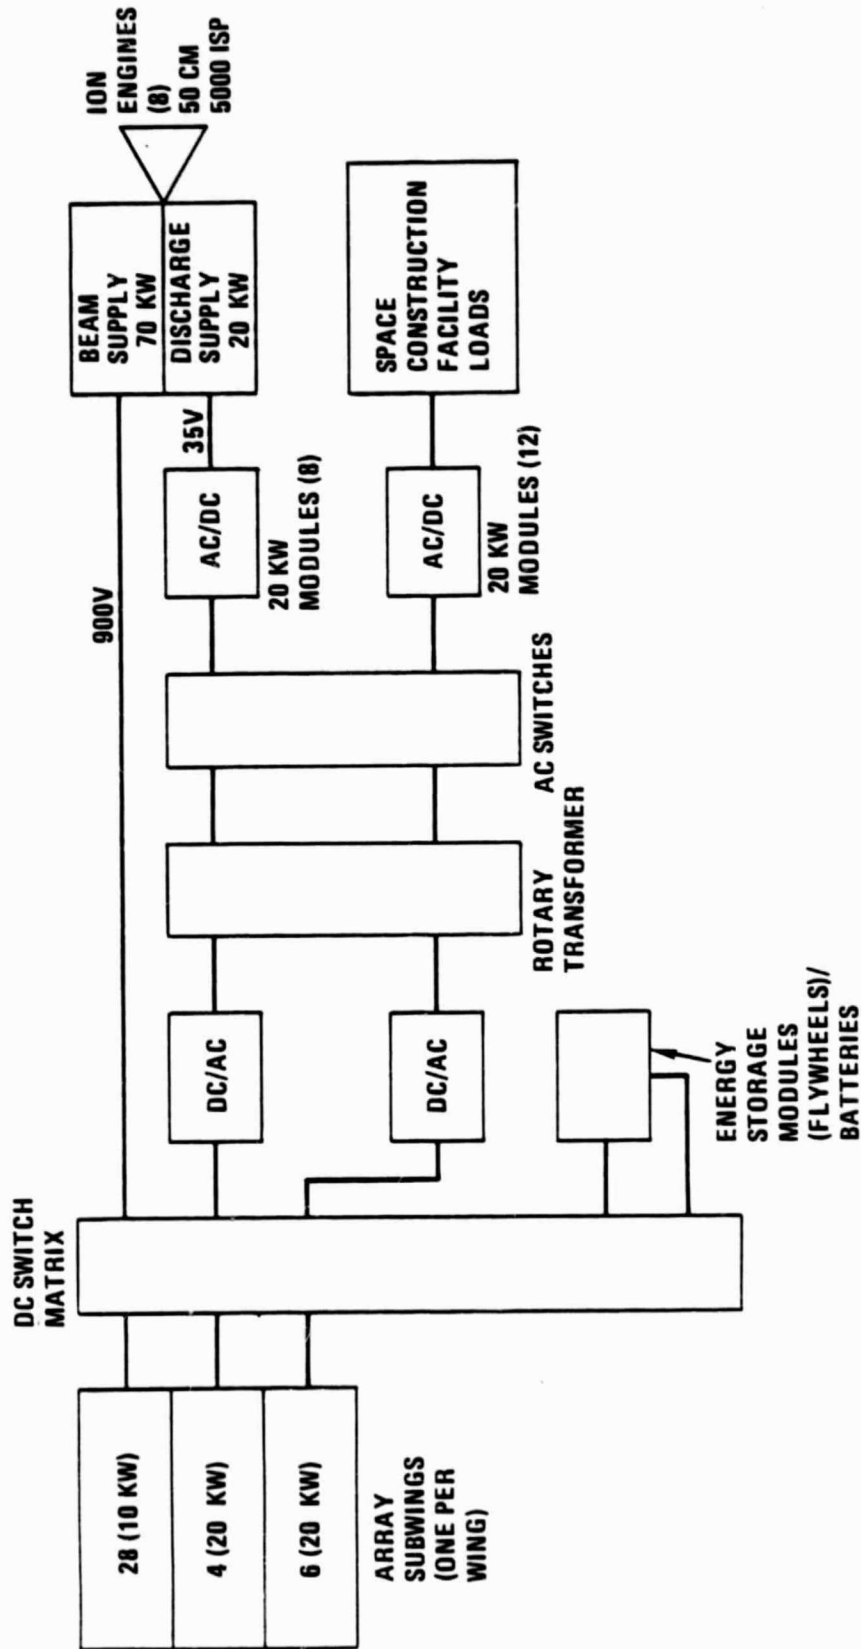 ION
ENGINES
(8)
50 CM
5000 ISP
BEAM
SUPPLY
70 KW
DISCHARGE
SUPPLY
20 KW
900V
35V
AC/DC
20 KW
MODULES (8)
SPACE
CONSTRUCTION
FACILITY
LOADS
AC/DC
20 KW
MODULES (12)
AC SWITCHES
ROTARY
TRANSFORMER
DC/AC
DC/AC
ENERGY
STORAGE
MODULES
(FLYWHEELS)/
BATTERIES
DC SWITCH
MATRIX
28 (10 KW)
4 (20 KW)
6 (20 KW)
ARRAY
SUBWINGS
(ONE PER
WING)